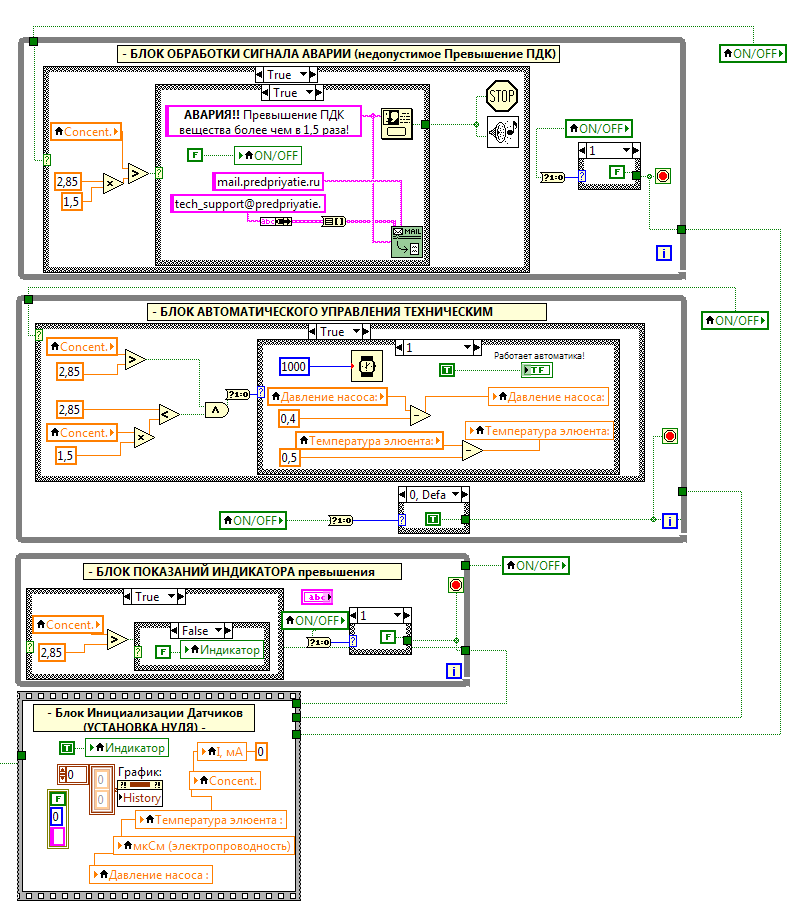 ON/OFF
- БЛОК ОБРАБОТКИ СИГНАЛА АВАРИИ (недопустимое Превышение ПДК)
True
True
АВАРИЯ!! Превышение ПДК
вещества более чем в 1,5 раза!
STOP
Concent.
F
ON/OFF
ON/OFF
1
2,85
×
>
?
?
1,5
mail.predpriyatie.ru
?1:0
?
F
tech_support@predpriyatie.
abc
MAIL
i
- БЛОК АВТОМАТИЧЕСКОГО УПРАВЛЕНИЯ ТЕХНИЧЕСКИМ
ON/OFF
True
?
Concent.
>
2,85
1
1000
Работает автоматика!
T
TF
?1:0
?
2,85
<
Λ
Давление насоса:
Давление насоса:
0,4
−
Concent.
×
1,5
Температура элюента:
Температура элюента:
0,5
−
0, Defa
ON/OFF
?1:0
?
T
i
- БЛОК ПОКАЗАНИЙ ИНДИКАТОРА превышения
ON/OFF
True
abc
Concent.
>
2,85
?
False
?
F
Индикатор
ON/OFF
1
?1:0
?
F
i
- Блок Инициализации Датчиков
(УСТАНОВКА НУЛЯ) -
T
Индикатор
I, мА
0
0
0
0
График:
?!
?!
History
Concent.
F
0
Температура элюента :
мкСм (электропроводность)
Давление насоса :